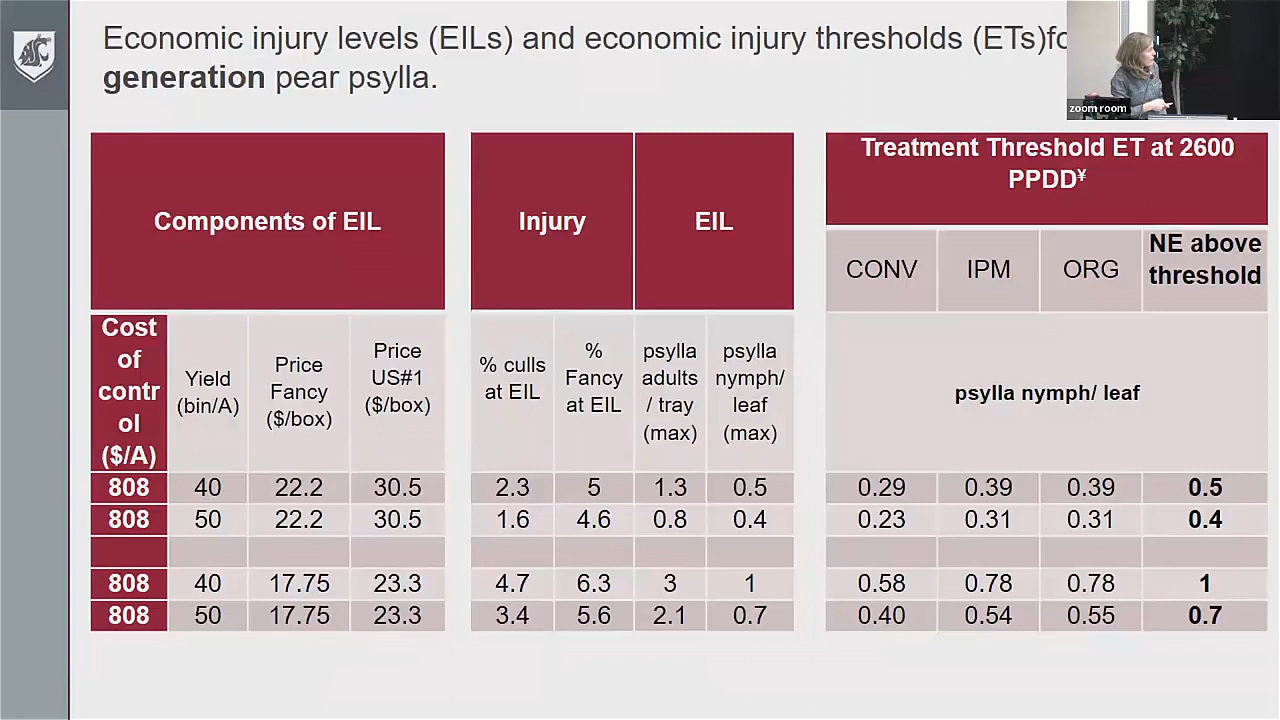 Economic injury levels (EILs) and economic injury thresholds (ETs)fo
generation pear psylla.
zoom room
Components of EIL
Injury
EIL
Treatment Threshold ET at 2600
PPDD¥
CONV
IPM
ORG
NE above
threshold
Cost
of
contr
ol
($/A)
Yield
(bin/A)
Price
Fancy
($/box)
Price
US#1
($/box)
% culls
at EIL
%
Fancy
at EIL
psylla
adults
/ tray
(max)
psylla
nymph/
leaf
(max)
psylla nymph/ leaf
808 40 22.2 30.5 2.3 5 1.3 0.5 0.29 0.39 0.39 0.5
808 50 22.2 30.5 1.6 4.6 0.8 0.4 0.23 0.31 0.31 0.4
808 40 17.75 23.3 4.7 6.3 3 1 0.58 0.78 0.78 1
808 50 17.75 23.3 3.4 5.6 2.1 0.7 0.40 0.54 0.55 0.7